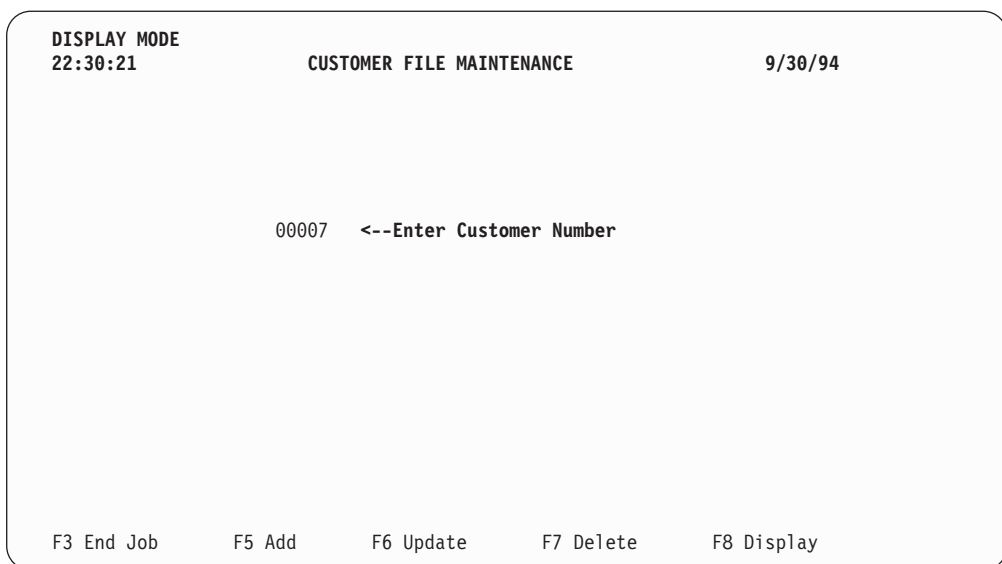 DISPLAY MODE
22:30:21 CUSTOMER FILE MAINTENANCE 9/30/94
00007 <--Enter Customer Number
F3 End Job F5 Add F6 Update F7 Delete F8 Display